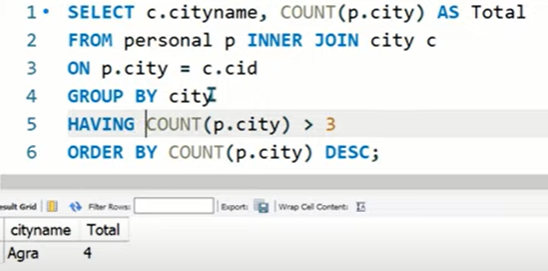 1 SELECT c.cityname, COUNT(p.city) AS Total
2 FROM personal p INNER JOIN city c
3 ON p.city = c.cid
4 GROUP BY city
5 HAVING COUNT(p.city) > 3
6 ORDER BY COUNT(p.city) DESC;
esult Grid Filter Rows: Export: Wrap Cell Content:
cityname Total
Agra 4